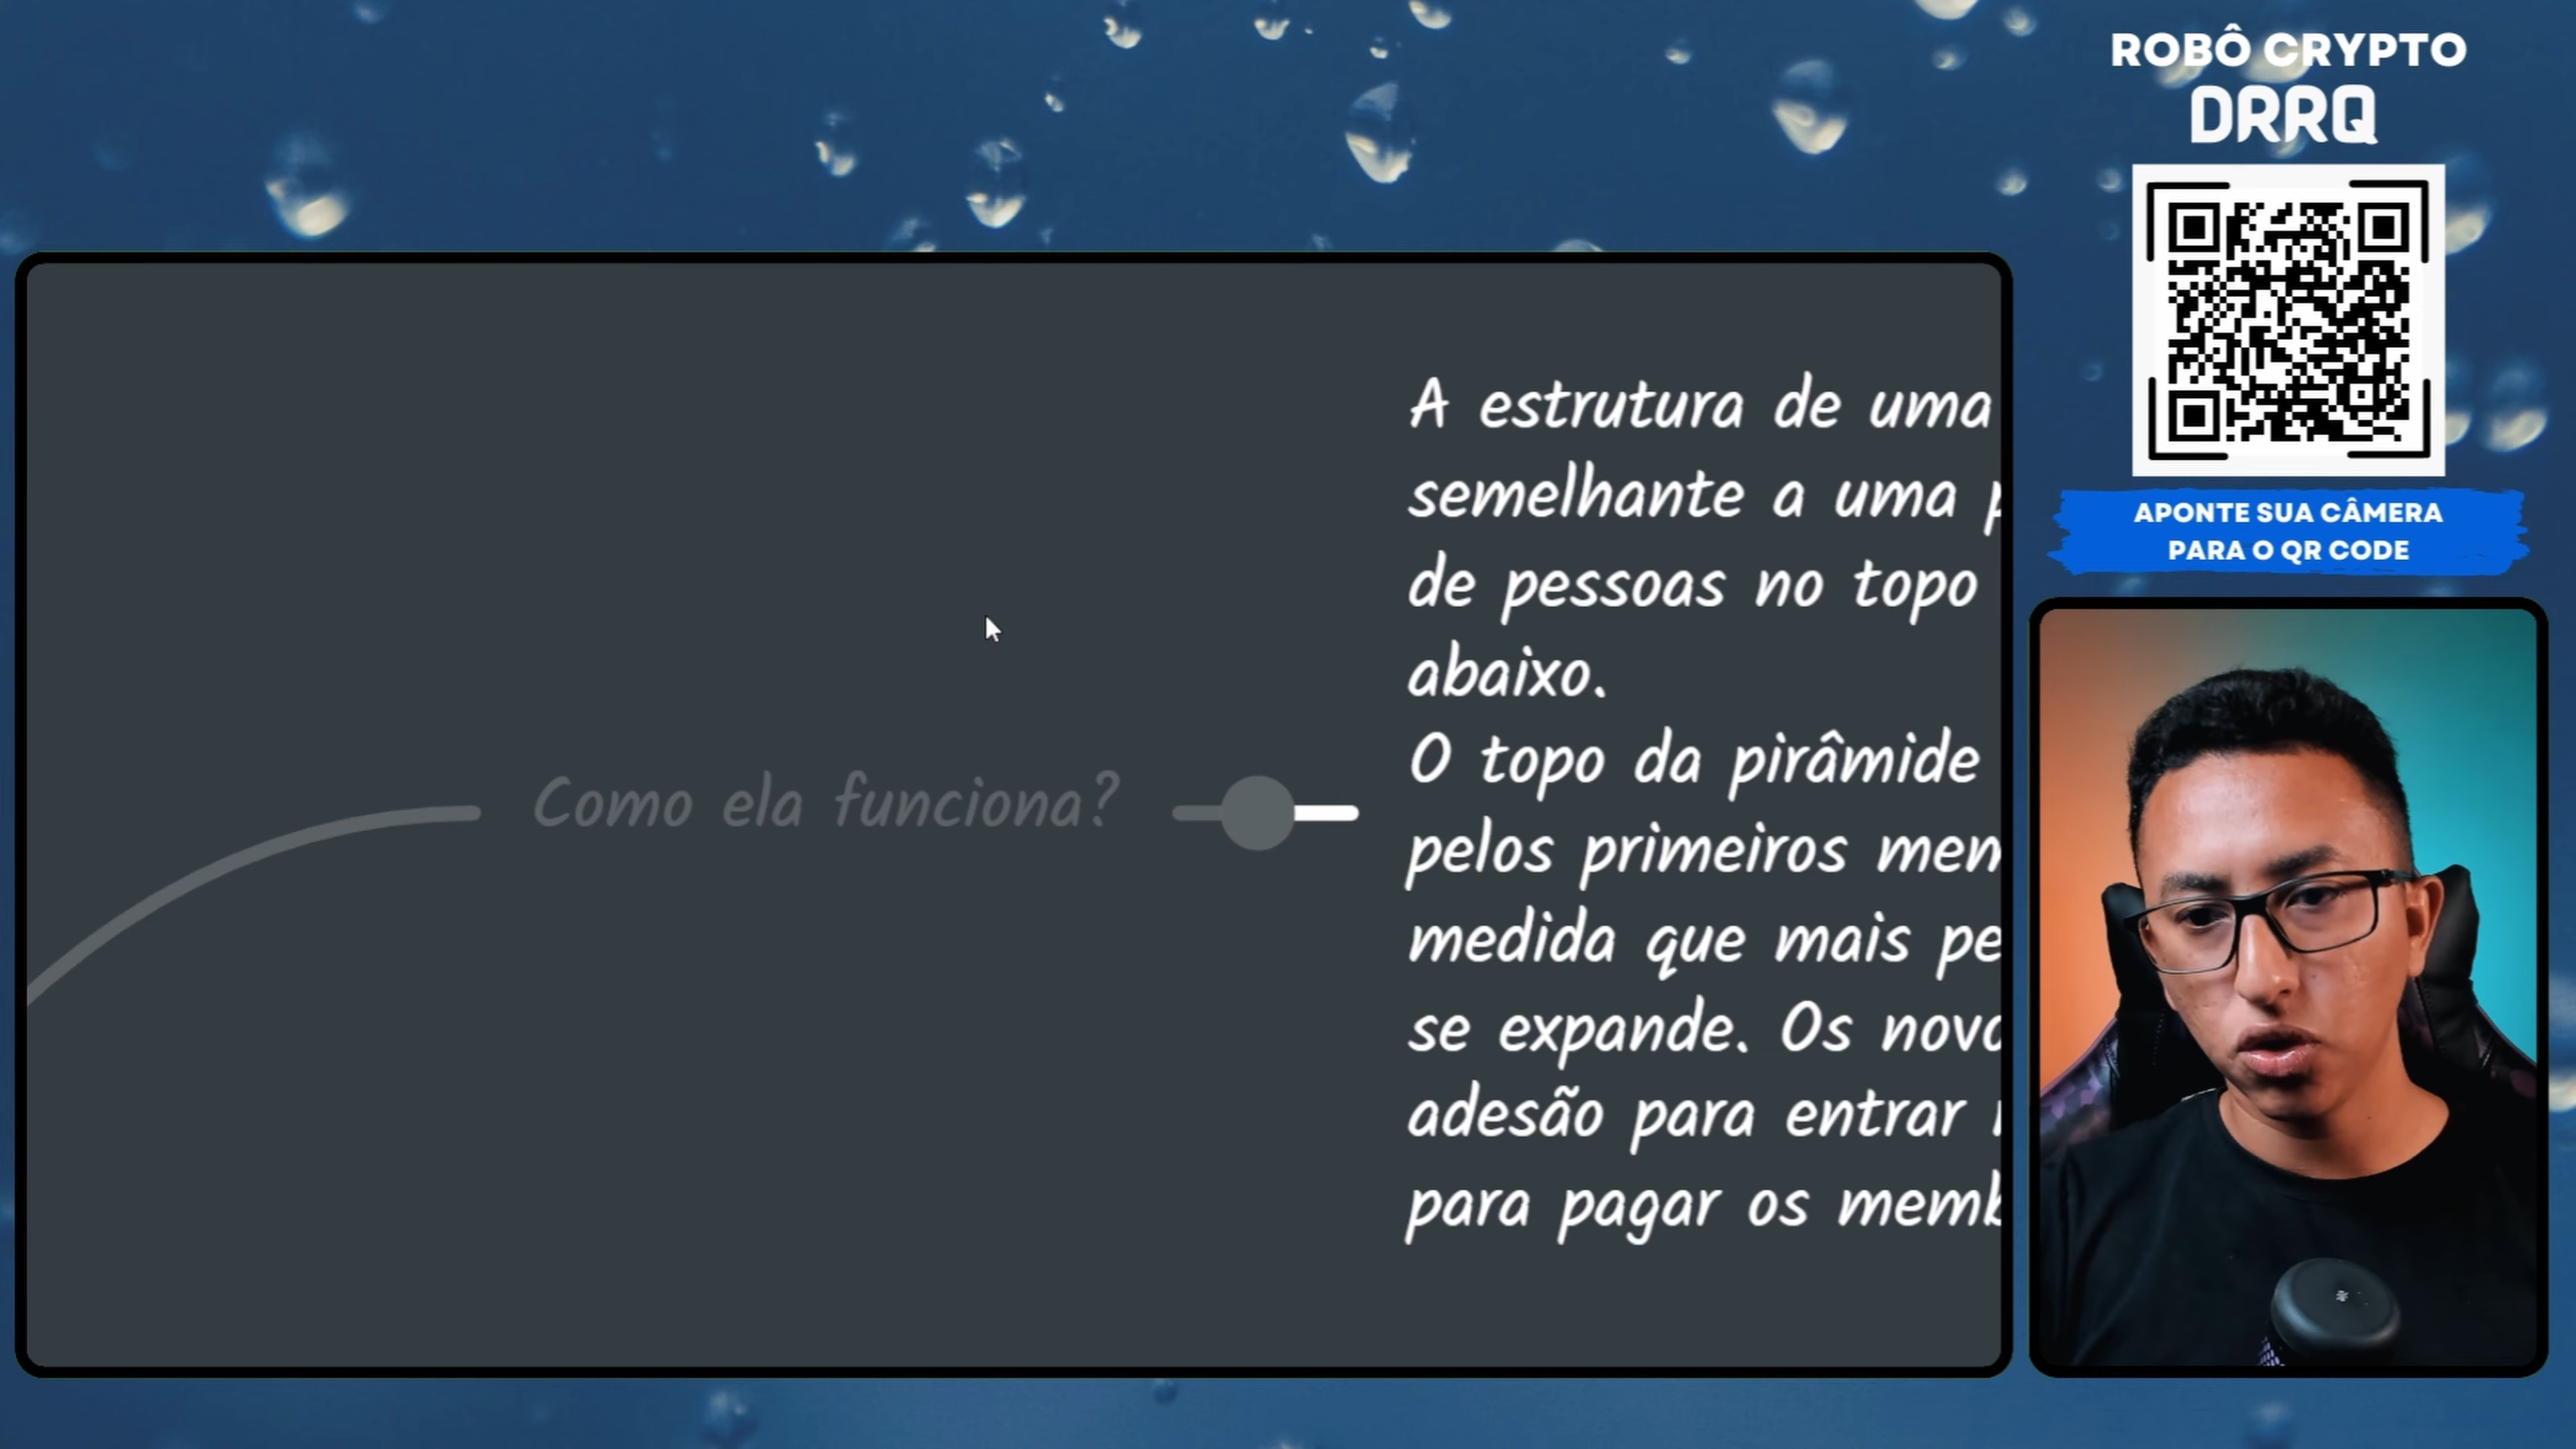 ROBÔ CRYPTO
DRRQ
APONTE SUA CÂMERA
PARA O QR CODE
Como ela funciona?
A estrutura de uma
semelhante a uma
de pessoas no topo
abaixo.
O topo da pirâmide
pelos primeiros
medida que mais
se expande. Os
adesão para entrar
para pagar os